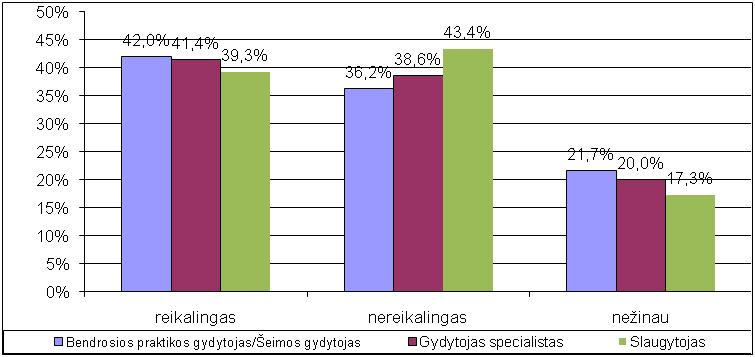 50%
45%
40%
35%
30%
25%
20%
15%
10%
5%
0%
42,0% 41,4% 39,3%
36,2% 38,6% 43,4%
21,7% 20,0% 17,3%
reikalingas nereikalingas nežinau
Bendrosios praktikos gydytojas/Šeimos gydytojas Gydytojas specialistas Slaugytojas